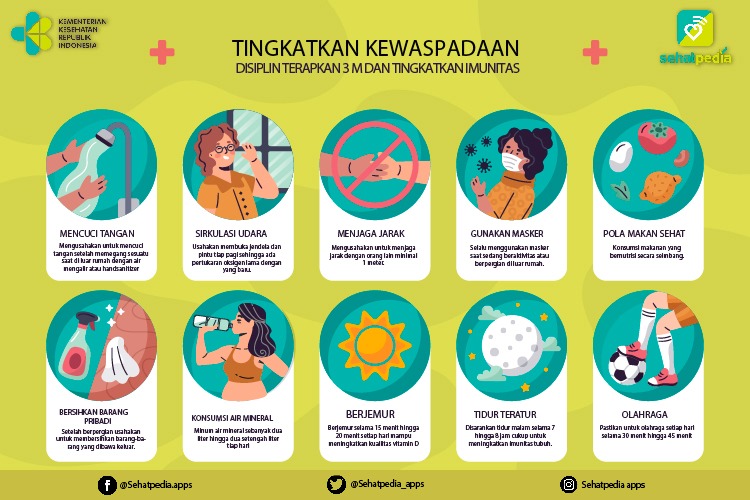 KEMENTERIAN
KESEHATAN
REPUBLIK
INDONESIA
TINGKATKAN KEWASPADAAN
DISIPLIN TERAPKAN 3 M DAN TINGKATKAN IMUNITAS
sehatpedia
MENCUCI TANGAN
Mengusahakan untuk mencuci
tangan setelah memegang sesuatu
saat di luar rumah dengan air
mengalir atau handsanitizer
SIRKULASI UDARA
Usahakan membuka jendela dan
pintu tiap pagi sehingga ada
pertukaran oksigen lama dengan
yang baru.
MENJAGA JARAK
Mengusahakan untuk menjaga
jarak dengan orang lain minimal
1 meter.
GUNAKAN MASKER
Selalu menggunakan masker
saat sedang beraktivitas atau
berpergian di luar rumah.
POLA MAKAN SEHAT
Konsumsi makanan yang
bernutrisi secara seimbang.
BERSIHKAN BARANG
PRIBADI
Setelah berpergian usahakan
untuk membersihkan barang-ba-
rang yang dibawa keluar.
KONSUMSI AIR MINERAL
Minum air mineral sebanyak dua
liter hingga dua setengah liter
tiap hari
BERJEMUR
Berjemur selama 15 menit hingga
20 menit setiap hari mampu
meningkatkan kualitas vitamin D
TIDUR TERATUR
Disarankan tidur malam selama 7
hingga 8 jam cukup untuk
meningkatkan imunitas tubuh.
OLAHRAGA
Pastikan untuk olahraga setiap hari
selama 30 menit hingga 45 menit
@Sehatpedia.apps
@Sehatpedia_apps
Sehatpedia apps